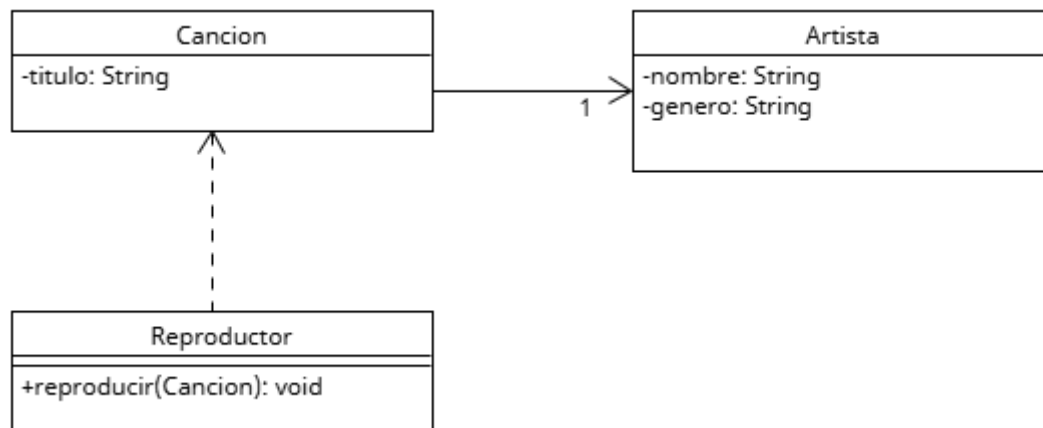 Cancion
-titulo: String
Artista
-nombre: String
-genero: String
1
Reproductor
+reproducir(Cancion): void